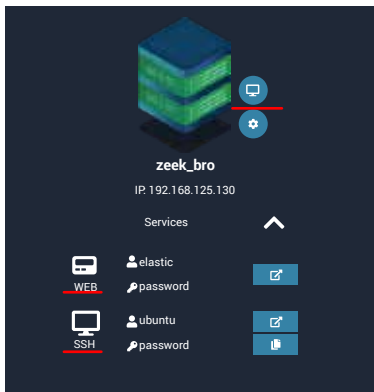 zeek_bro
IP. 192.168.125.130
Services
elastic
WEB
password
ubuntu
SSH
password